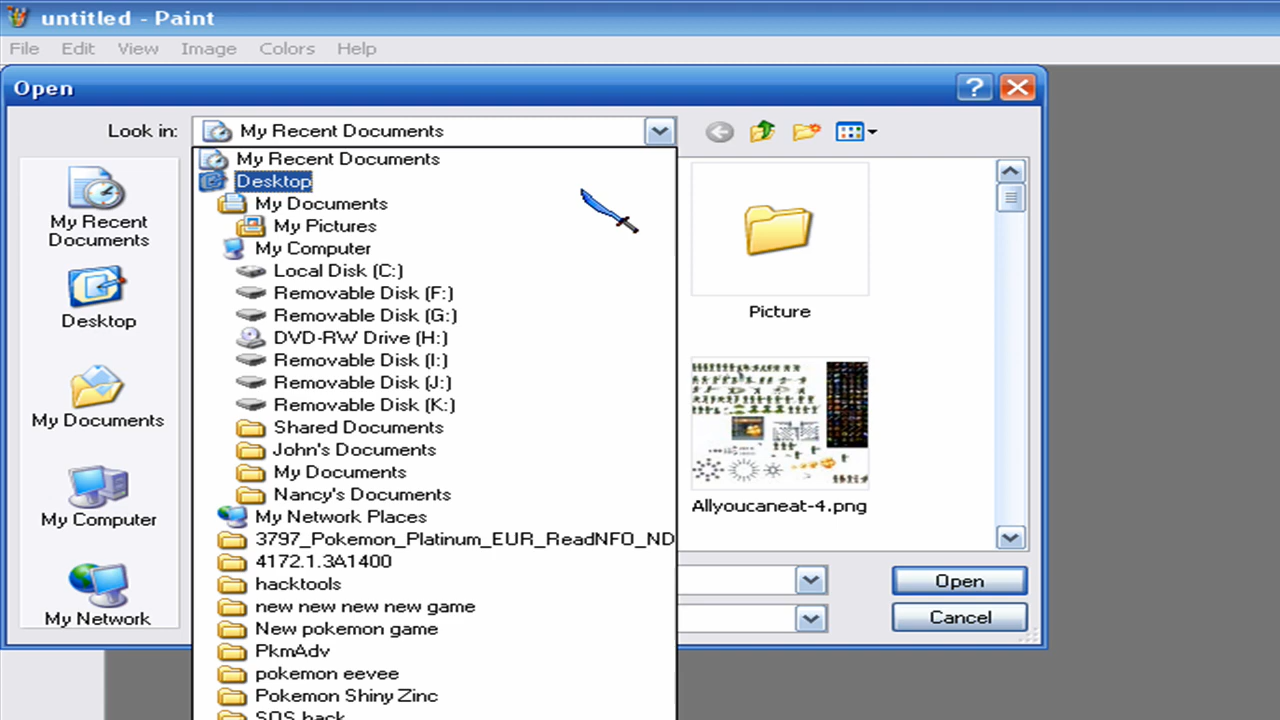 untitled - Paint
File Edit View Image Colors Help
Open
Look in: My Recent Documents
My Recent Documents
Desktop
My Documents
My Pictures
My Computer
Local Disk (C:)
Removable Disk (F:)
Removable Disk (G:)
DVD-RW Drive (H:)
Removable Disk (I:)
Removable Disk (J:)
Removable Disk (K:)
Shared Documents
John's Documents
My Documents
Nancy's Documents
My Network Places
3797_Pokemon_Platinum_EUR_ReadNFO_ND
4172.1.3A1400
hacktools
new new new new game
New pokemon game
PkmAdv
pokemon eevee
Pokemon Shiny Zinc
SOS hack
My Recent
Documents
Desktop
My Documents
My Computer
My Network
Picture
Allyoucaneat-4.png
Open
Cancel